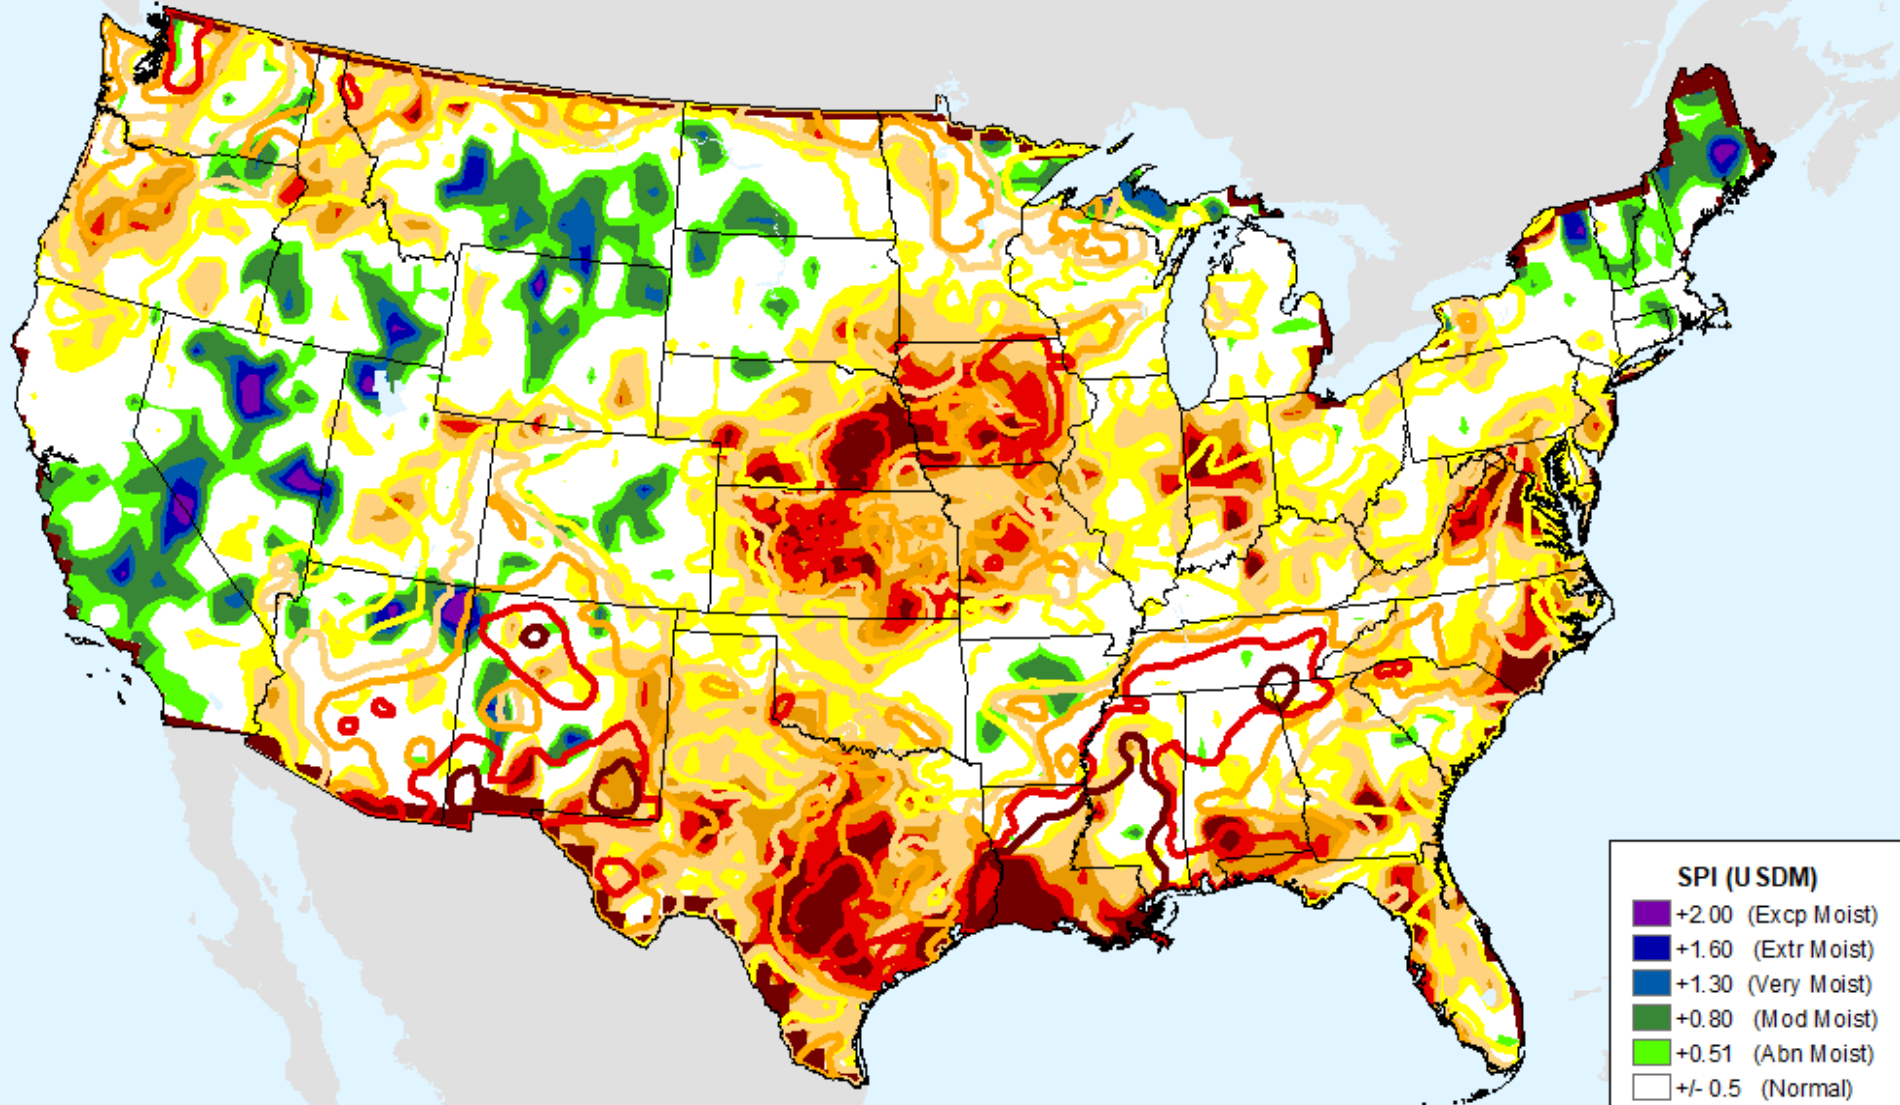 SPI (USDM)
+2.00 (Excp Moist)
+1.60 (Extr Moist)
+1.30 (Very Moist)
+0.80 (Mod Moist)
+0.51 (Abn Moist)
+/- 0.5 (Normal)